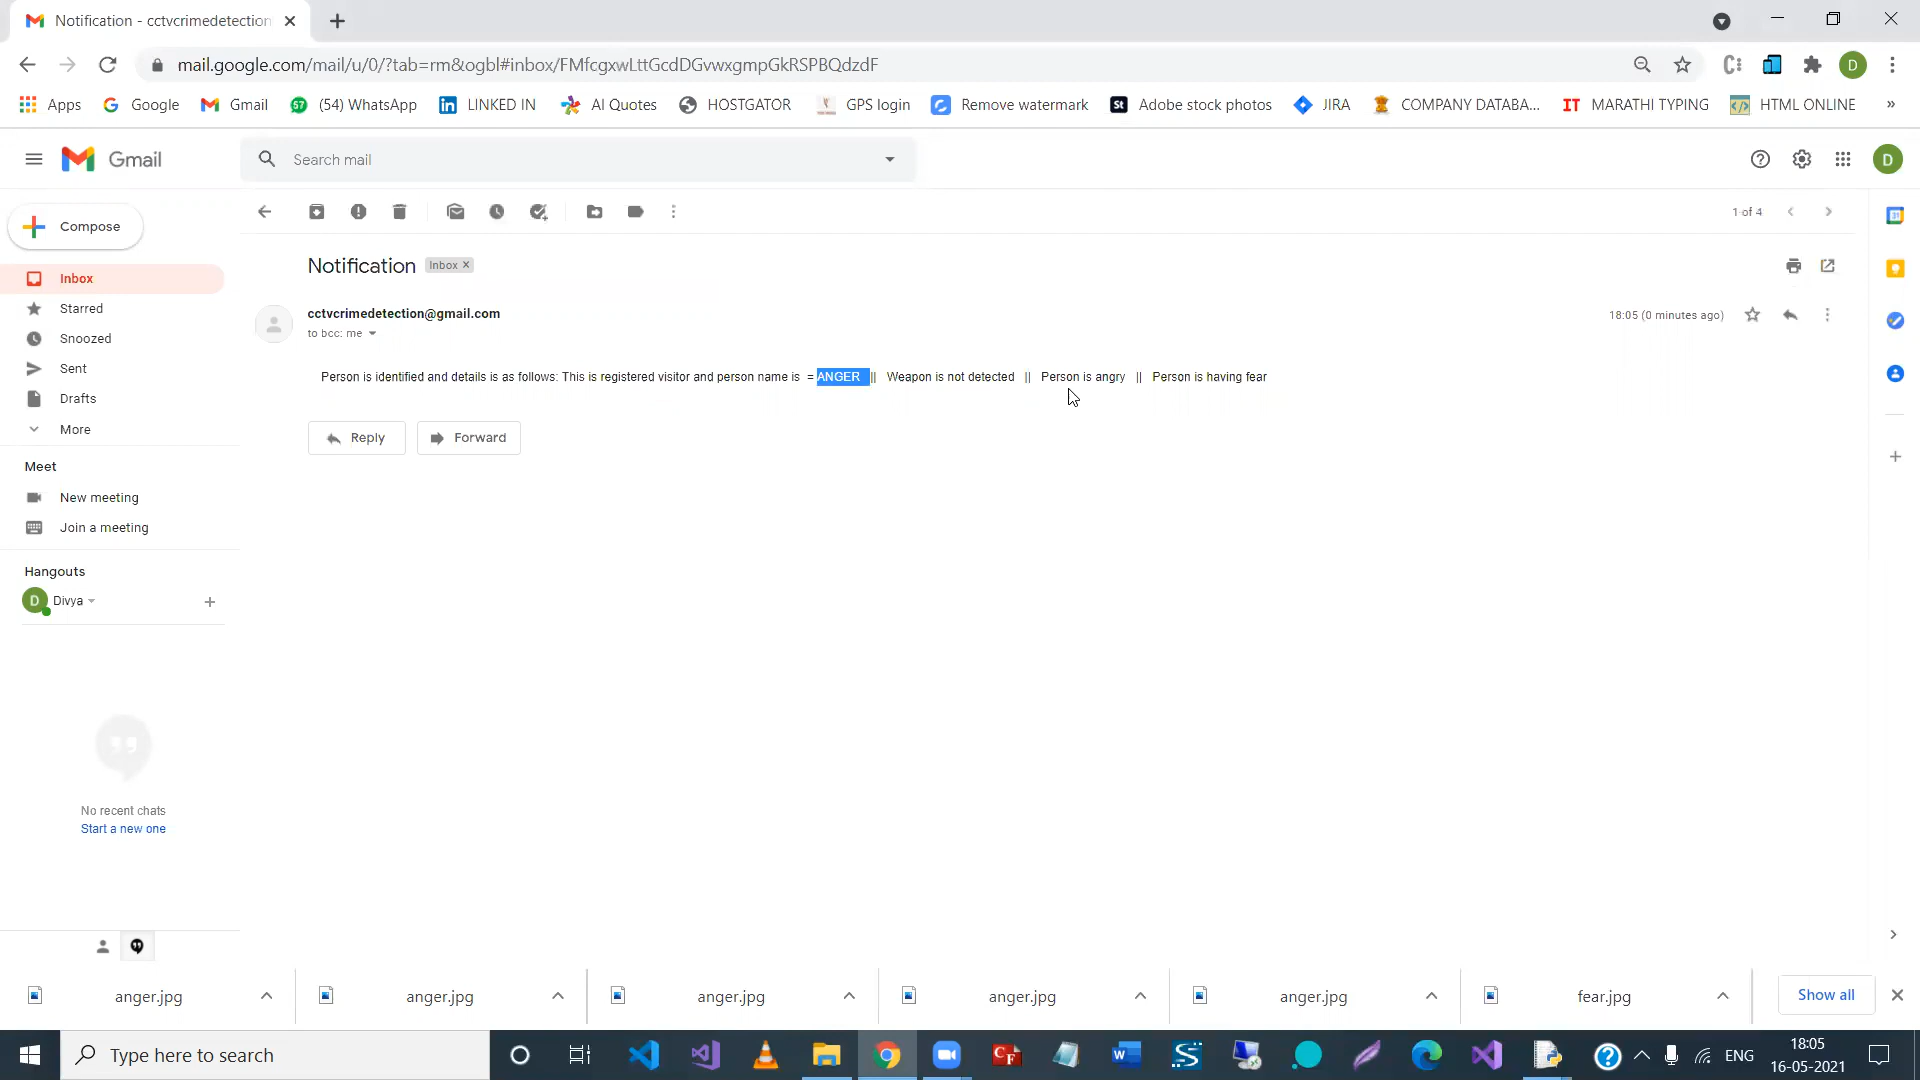 Notification - cctvcrimedetection
mail.google.com/mail/u/0/?tab=rm&ogbl#inbox/FMfcgxwLttGcdDGvwxgmpGkRSPBQdzdF
D
Apps Google Gmail 57 (54) WhatsApp LINKED IN AI Quotes HOSTGATOR GPS login Remove watermark St Adobe stock photos JIRA COMPANY DATABA... IT MARATHI TYPING HTML ONLINE »
Gmail Search mail D
Compose 1 of 4 31
Notification Inbox ×
Inbox
Starred cctvcrimedetection@gmail.com 18:05 (0 minutes ago)
to bcc: me
Snoozed
Sent Person is identified and details is as follows: This is registered visitor and person name is = ANGER || Weapon is not detected || Person is angry || Person is having fear
Drafts
More Reply Forward
Meet
New meeting
Join a meeting
Hangouts
D Divya
No recent chats
Start a new one
anger.jpg anger.jpg anger.jpg anger.jpg anger.jpg fear.jpg Show all
Type here to search CF ENG 18:05
16-05-2021